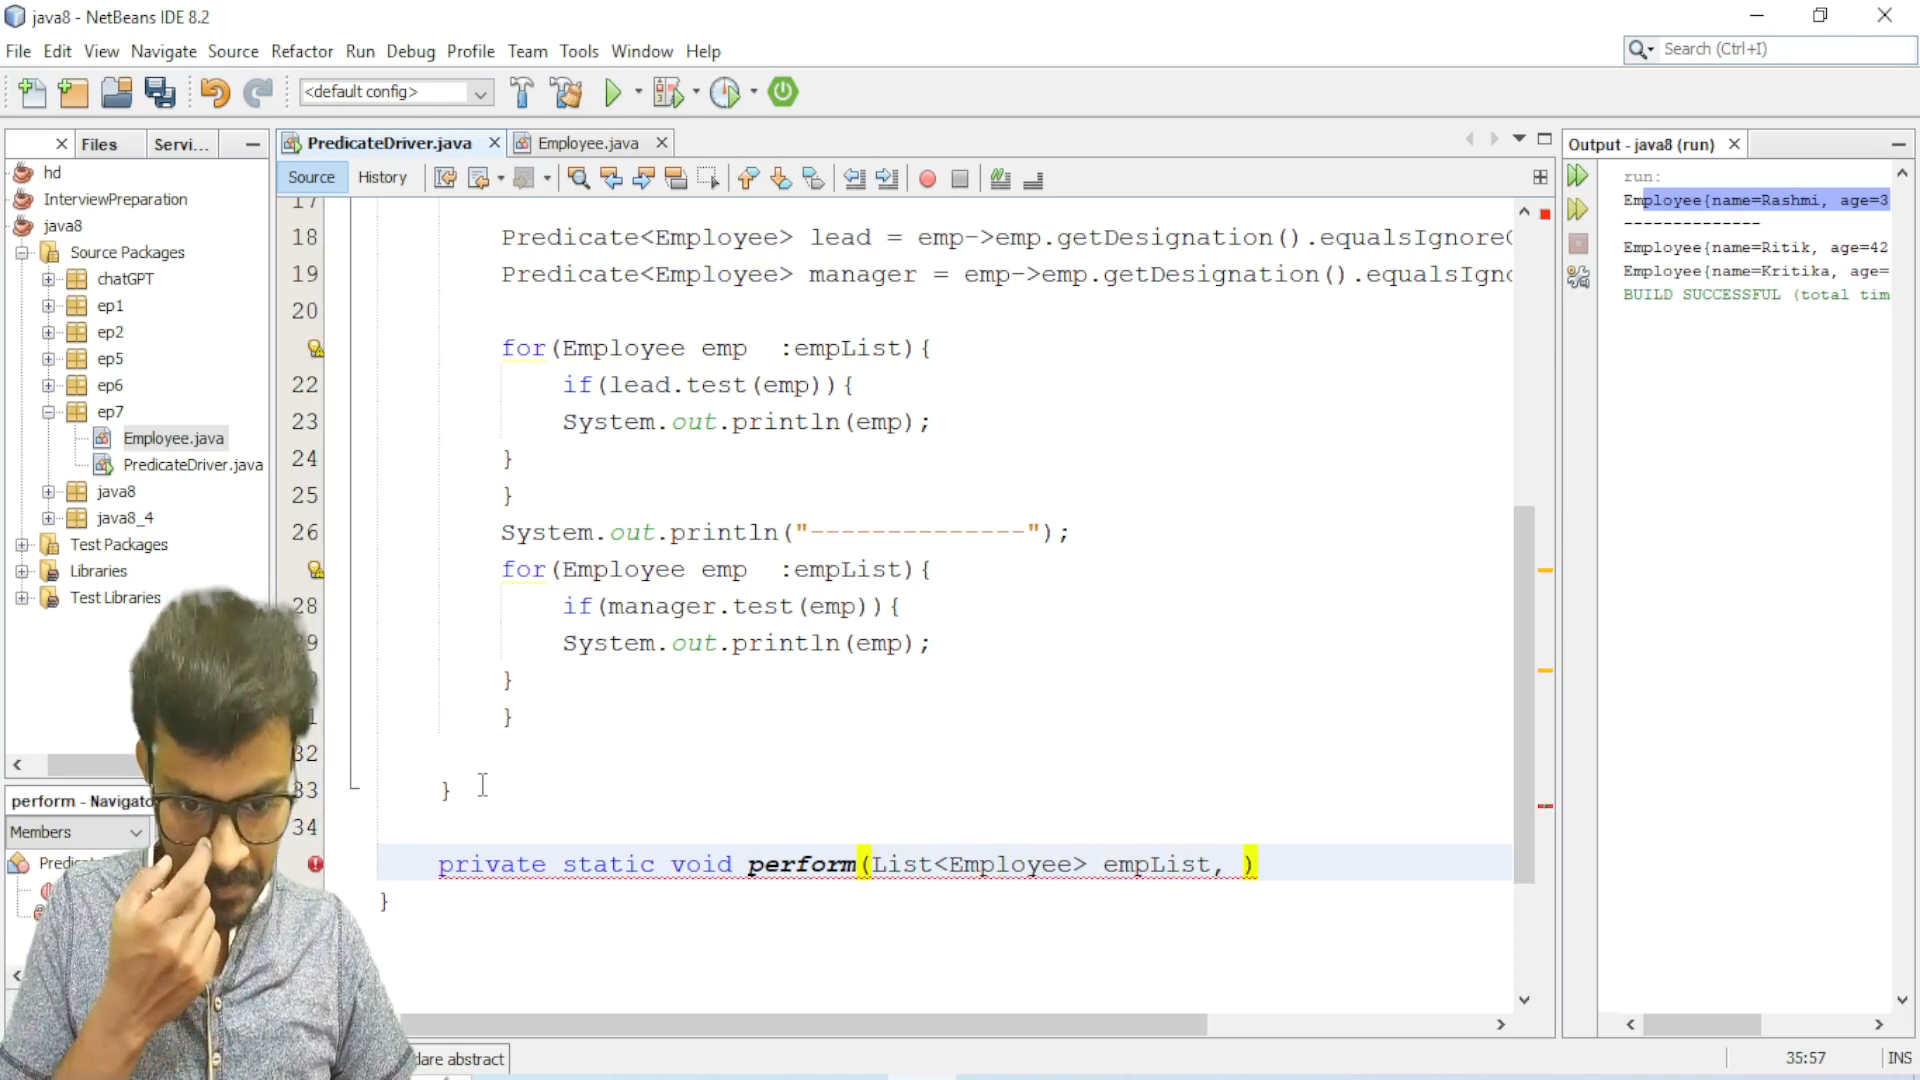 java8 - NetBeans IDE 8.2
File Edit View Navigate Source Refactor Run Debug Profile Team Tools Window Help
Search (Ctrl+I)
<default config>
Files
Servi...
PredicateDriver.java
Employee.java
Output - java8 (run)
Source
History
hd
InterviewPreparation
java8
Source Packages
chatGPT
ep1
ep2
ep5
ep6
ep7
Employee.java
PredicateDriver.java
java8
java8_4
Test Packages
Libraries
Test Libraries
perform - Navigato
Members
17
18 Predicate<Employee> lead = emp->emp.getDesignation().equalsIgnore
19 Predicate<Employee> manager = emp->emp.getDesignation().equalsIgno
20
for(Employee emp  :empList){
22 if(lead.test(emp)){
23 System.out.println(emp);
24 }
25 }
26 System.out.println("--------------");
for(Employee emp  :empList){
28 if(manager.test(emp)){
System.out.println(emp);
}
}
32
33 }
34
private static void perform(List<Employee> empList, )
}
run:
Employee{name=Rashmi, age=3
--------------
Employee{name=Ritik, age=42
Employee{name=Kritika, age=
BUILD SUCCESSFUL (total tim
abstract
35:57
INS